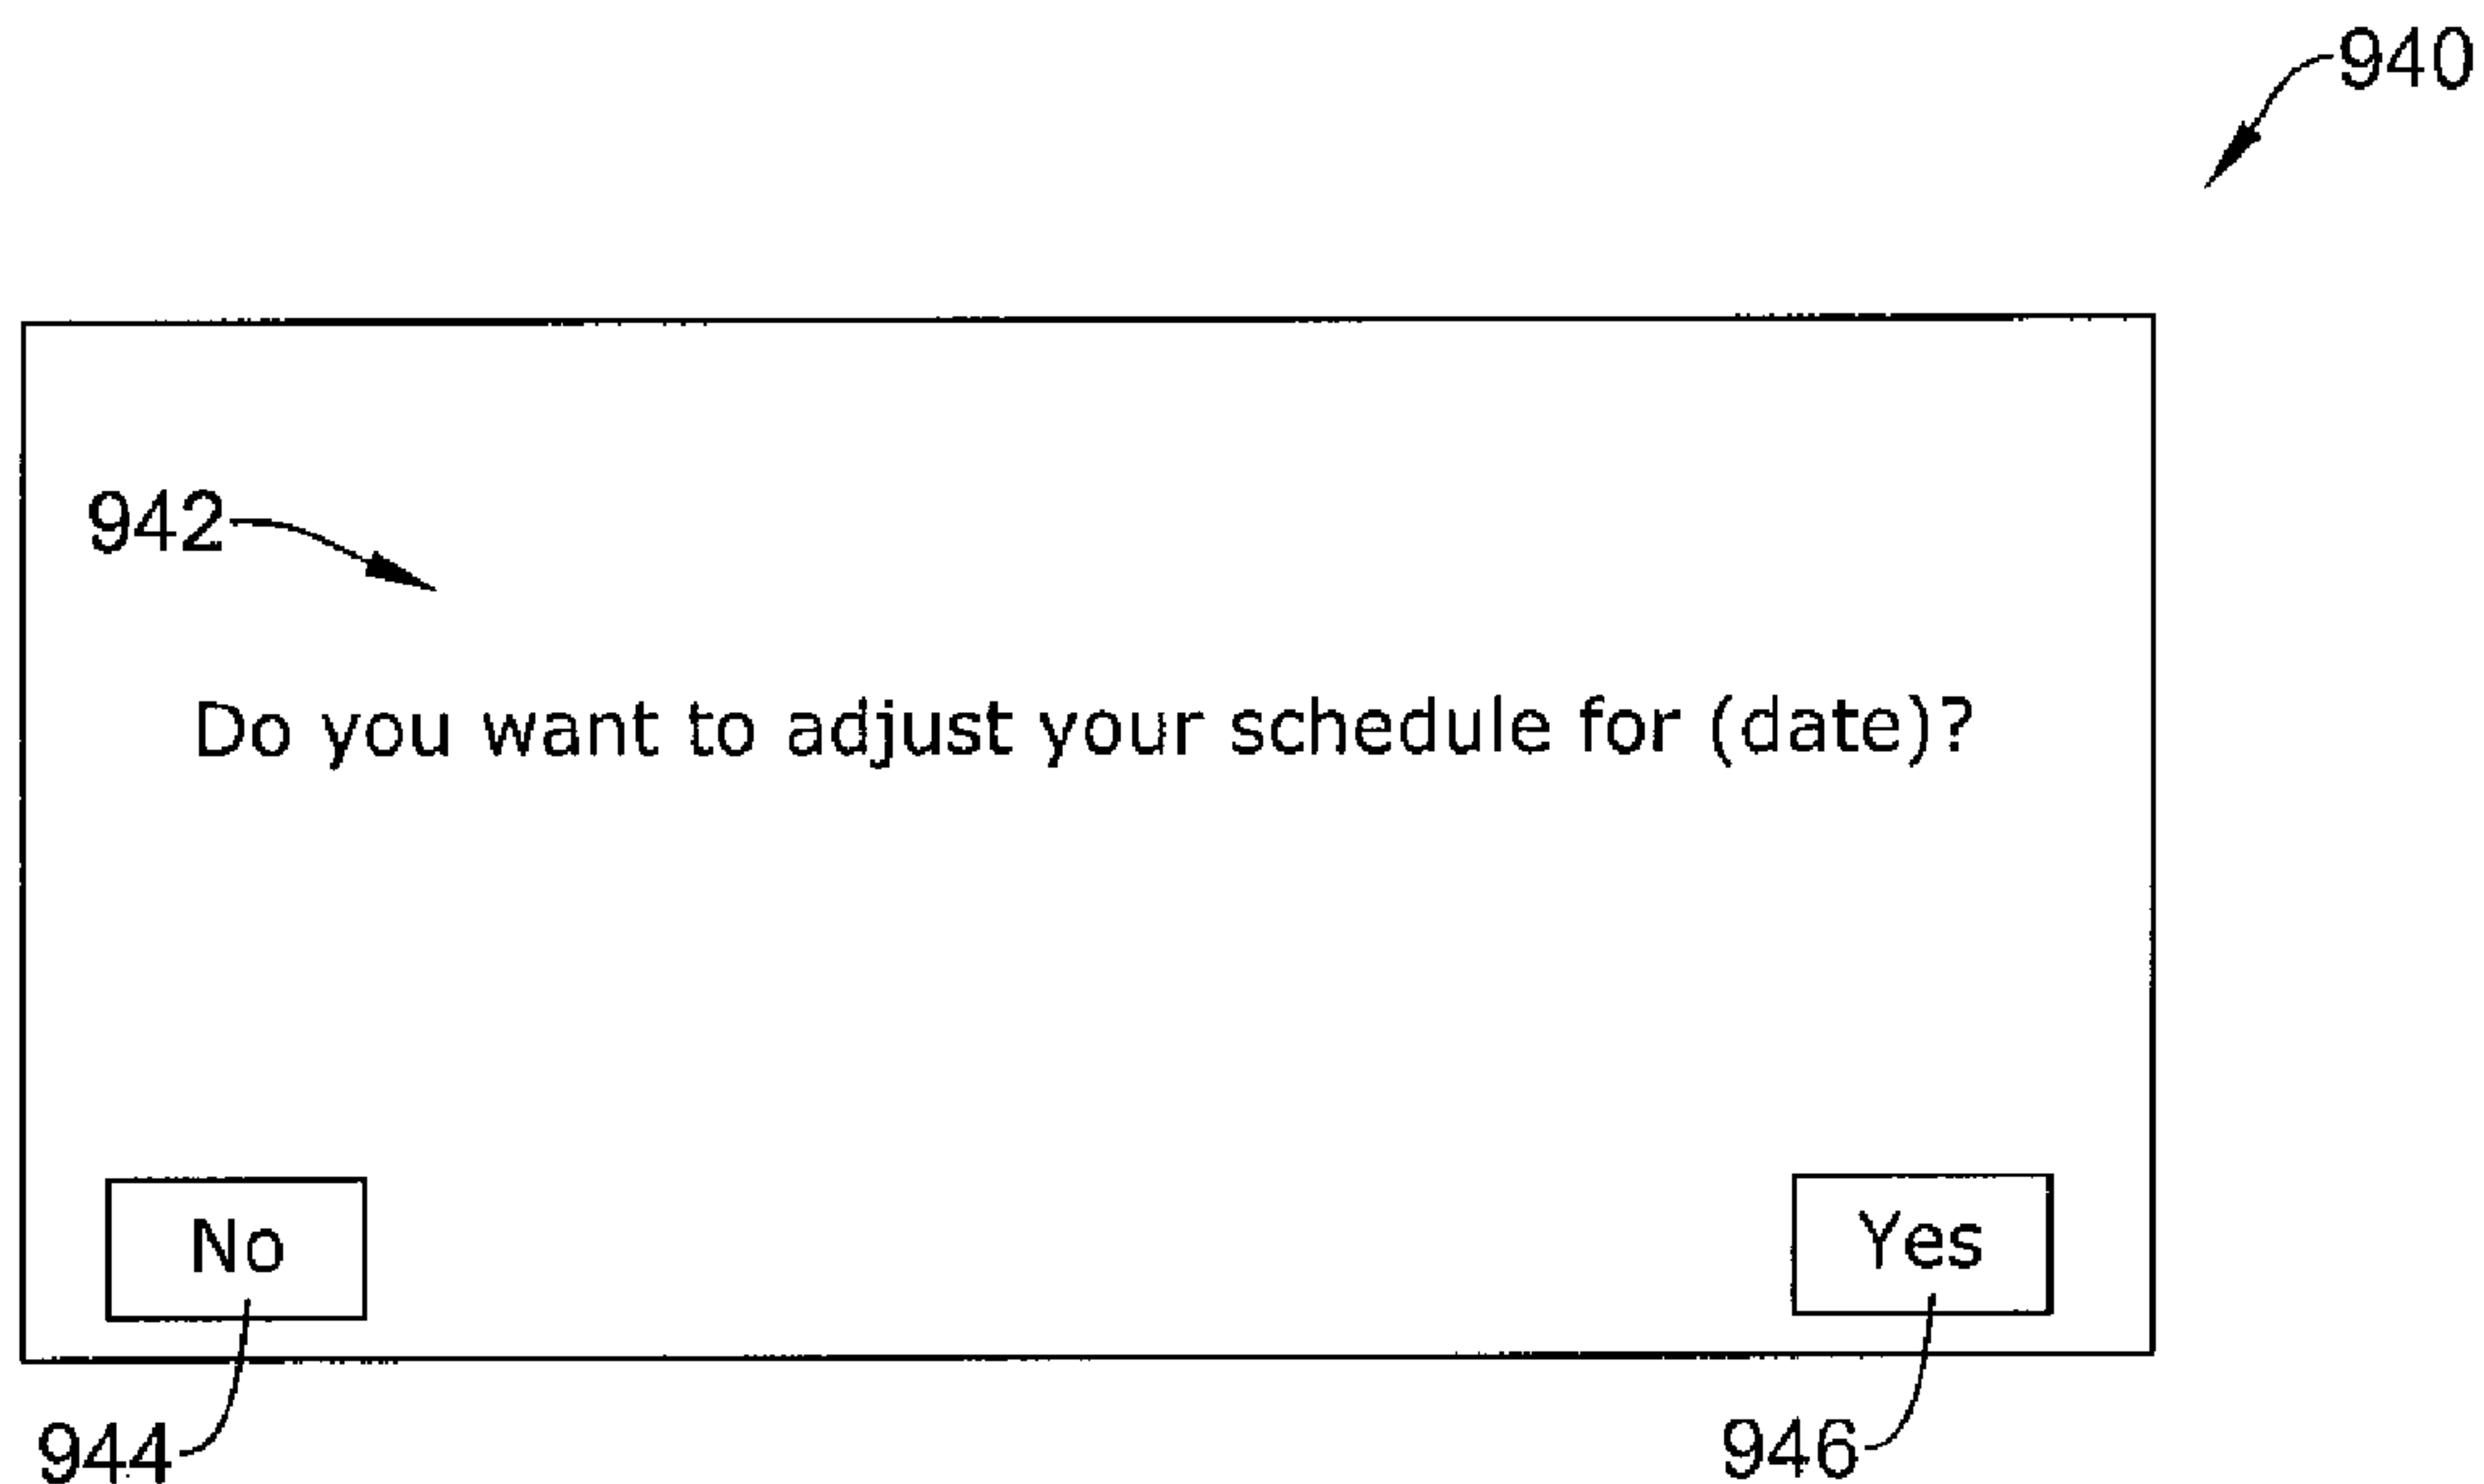 940
942
Do you want to adjust your schedule for (date)?
No
Yes
944
946